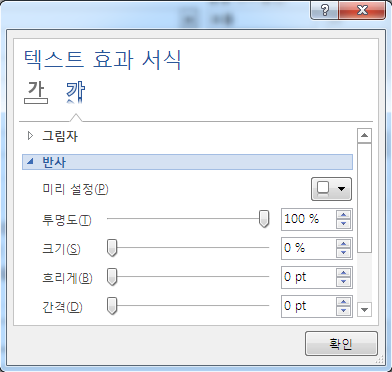 텍스트 효과 서식
가 가
그림자
반사
미리 설정(P)
투명도(T) 100 %
크기(S) 0 %
흐리게(B) 0 pt
간격(D) 0 pt
확인